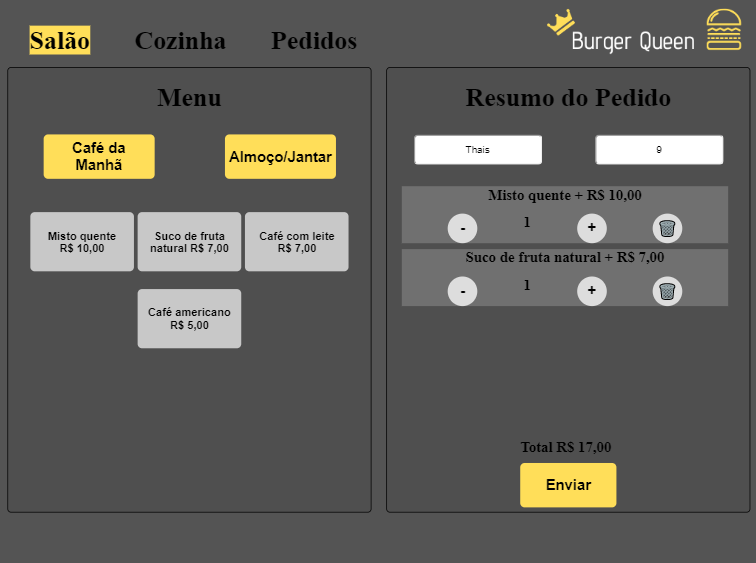 Salão Cozinha Pedidos
Burger Queen
Menu
Café da
Manhã
Almoço/Jantar
Misto quente
R$ 10,00
Suco de fruta
natural R$ 7,00
Café com leite
R$ 7,00
Café americano
R$ 5,00
Resumo do Pedido
Thais
9
Misto quente + R$ 10,00
- 1 +
Suco de fruta natural + R$ 7,00
- 1 +
Total R$ 17,00
Enviar